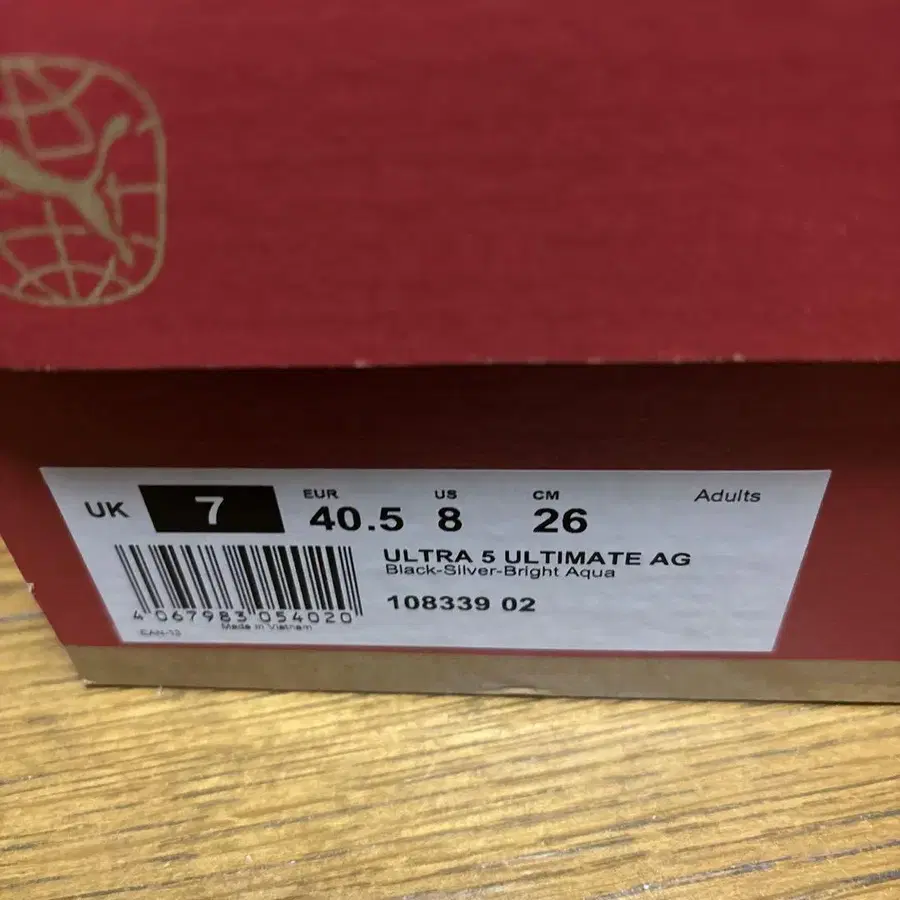 UK 7 EUR 40.5 US 8 CM 26 Adults
ULTRA 5 ULTIMATE AG
Black-Silver-Bright Aqua
108339 02
4 067983 054020
EAN-13 Made in Vietnam